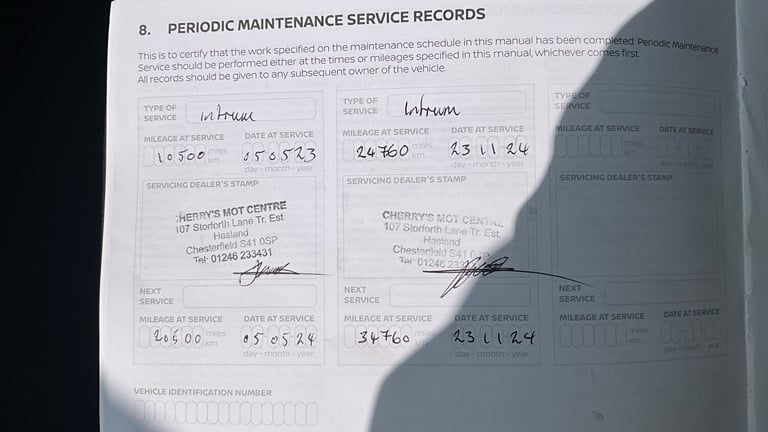 8. PERIODIC MAINTENANCE SERVICE RECORDS
This is to certify that the work specified on the maintenance schedule in this manual has been completed. Periodic Maintenance
Service should be performed either at the times or mileages specified in this manual, whichever comes first.
All records should be given to any subsequent owner of the vehicle.
TYPE OF
SERVICE
intrum
MILEAGE AT SERVICE
DATE AT SERVICE
10500 miles
km
050523
day - month - year
SERVICING DEALER'S STAMP
CHERRY'S MOT CENTRE
107 Storforth Lane Tr. Est
Hasland
Chesterfield S41 0SP
Tel: 01246 233431
NEXT
SERVICE
MILEAGE AT SERVICE
DATE AT SERVICE
20500 miles
km
050524
day - month - year
TYPE OF
SERVICE
Intrum
MILEAGE AT SERVICE
DATE AT SERVICE
24760 miles
km
231124
day - month - year
SERVICING DEALER'S STAMP
CHERRY'S MOT CENTRE
107 Storforth Lane Tr. Est
Hasland
Chesterfield S41
Tel: 01246
NEXT
SERVICE
MILEAGE AT SERVICE
DATE AT SERVICE
34760 miles
km
231124
day - month - year
TYPE OF
SERVICE
MILEAGE AT SERVICE
DATE AT SERVICE
miles
km
day - month - year
SERVICING DEALER'S STAMP
NEXT
SERVICE
MILEAGE AT SERVICE
DATE AT SERVICE
miles
km
day - month - year
VEHICLE IDENTIFICATION NUMBER